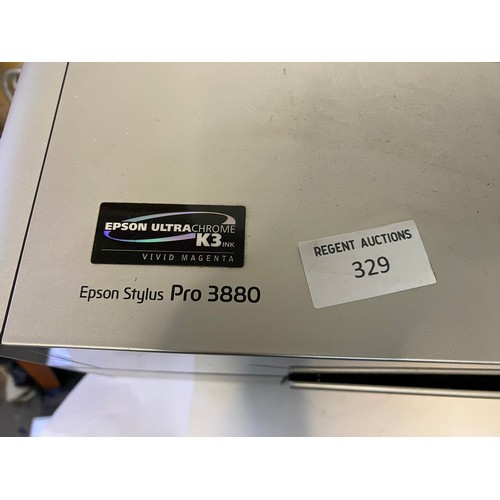 EPSON ULTRACHROME
K3 INK
VIVID MAGENTA
Epson Stylus Pro 3880
REGENT AUCTIONS
329